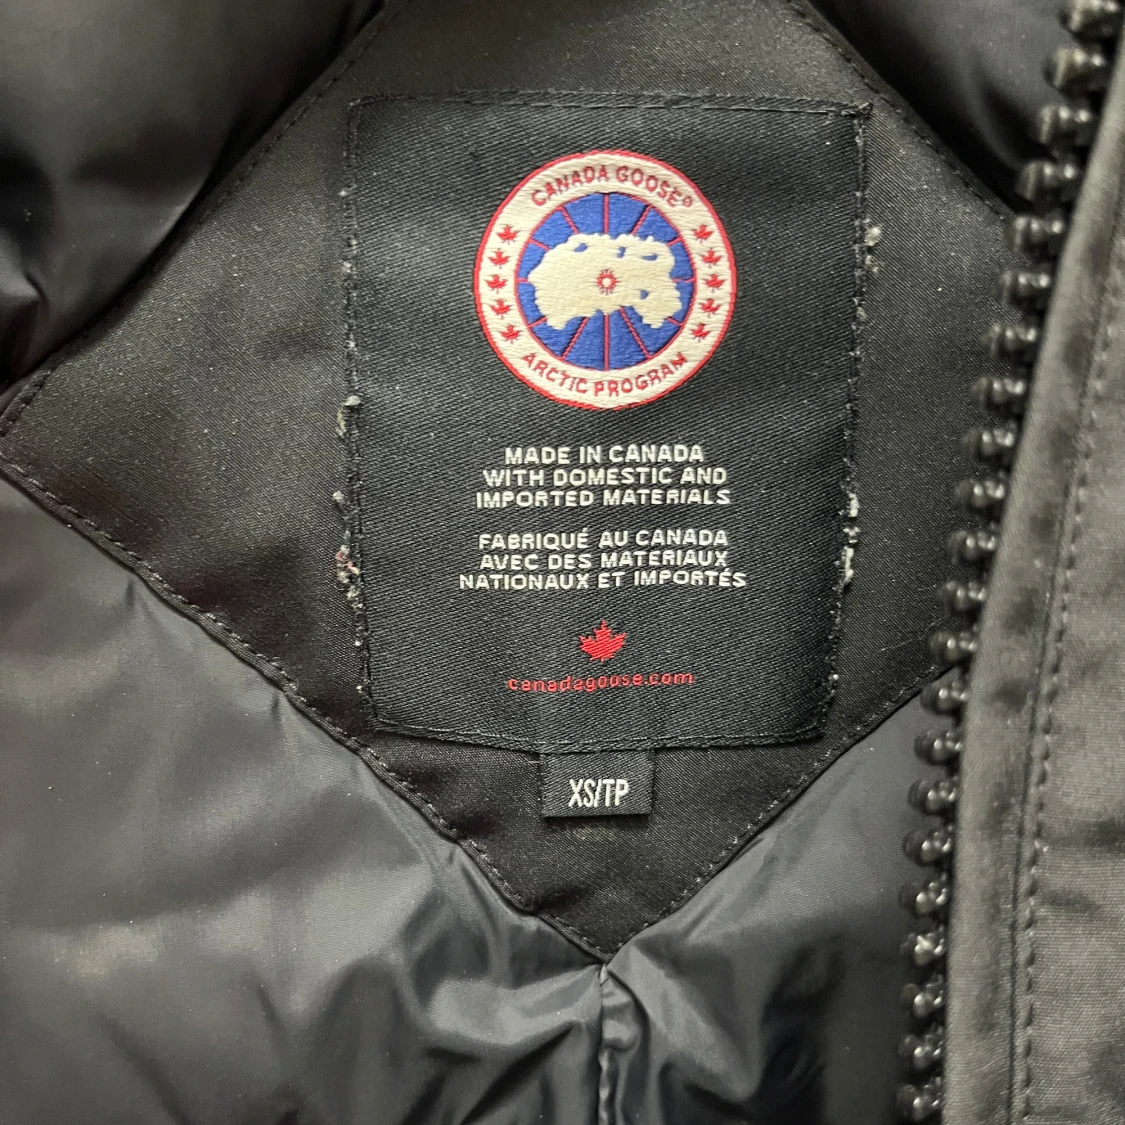 CANADA GOOSE®
ARCTIC PROGRAM
MADE IN CANADA
WITH DOMESTIC AND
IMPORTED MATERIALS
FABRIQUÉ AU CANADA
AVEC DES MATERIAUX
NATIONAUX ET IMPORTÉS
canadagoose.com
XS/TP